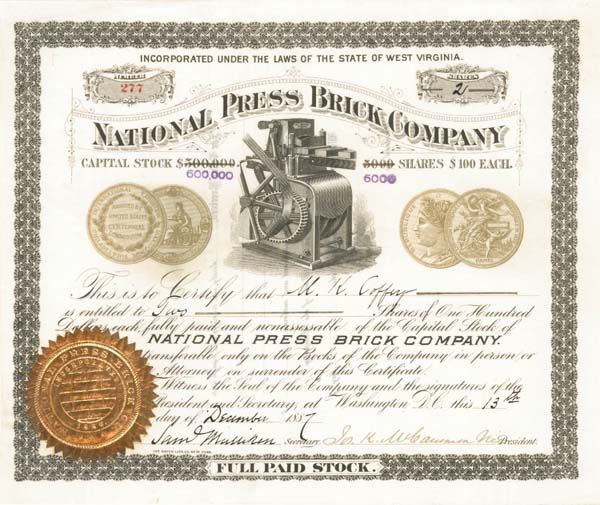 INCORPORATED UNDER THE LAWS OF THE STATE OF WEST VIRGINIA.
NUMBER
277
SHARES
2
NATIONAL PRESS BRICK COMPANY
CAPITAL STOCK $500,000 5000 SHARES $100 EACH.
600,000 6000
This is to Certify that M. K. Coffey
is entitled to Two Shares of One Hundred
Dollars each, fully paid and nonassessable of the Capital Stock of
NATIONAL PRESS BRICK COMPANY.
transferable only on the Books of the Company in person or
Attorney on surrender of this Certificate.
Witness the Seal of the Company and the signatures of the
President and Secretary, at Washington D.C. this 13th
day of December 1887
Secretary. President.
FULL PAID STOCK.
NATIONAL PRESS BRICK